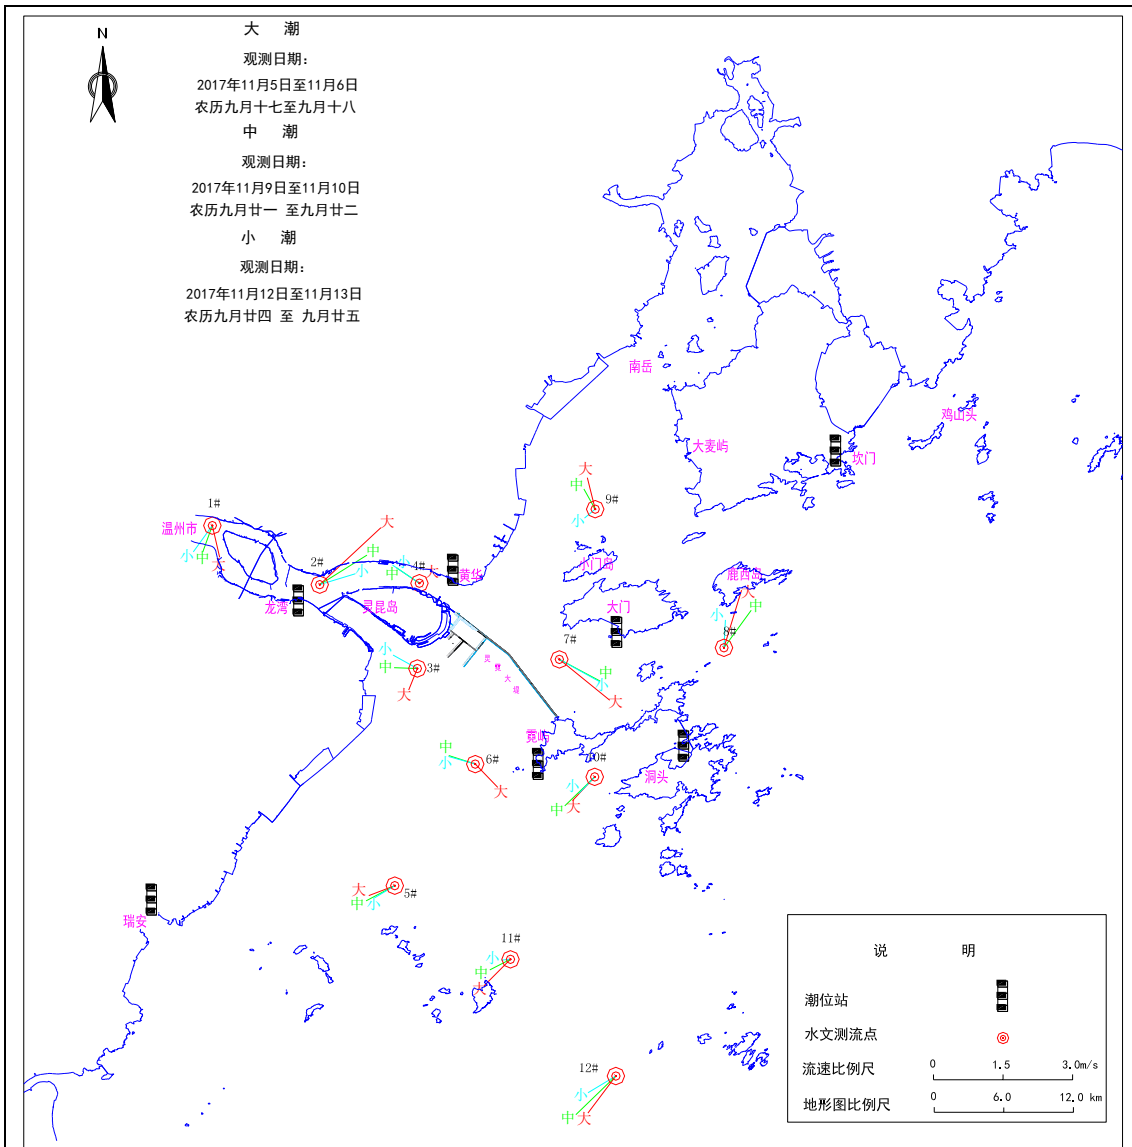 N
大 潮
观测日期：
2017年11月5日至11月6日
农历九月十七至九月十八
中 潮
观测日期：
2017年11月9日至11月10日
农历九月廿一 至九月廿二
小 潮
观测日期：
2017年11月12日至11月13日
农历九月廿四 至 九月廿五
南岳
鸡山头
大麦屿
坎门
大
中
小
9#
1#
温州市
小
中
大
2#
大
中
小
小
中
4#
大
黄华
小门岛
鹿西岛
大
中
小
8#
龙湾
灵昆岛
大门
7#
中
小
大
小
中
大
3#
灵
霓
大
堤
霓屿
中
小
6#
大
0#
小
中
大
洞头
大
中
小
5#
瑞安
11#
小
中
大
12#
小
中
大
说 明
潮位站
水文测流点
流速比例尺
0 1.5 3.0m/s
地形图比例尺
0 6.0 12.0 km